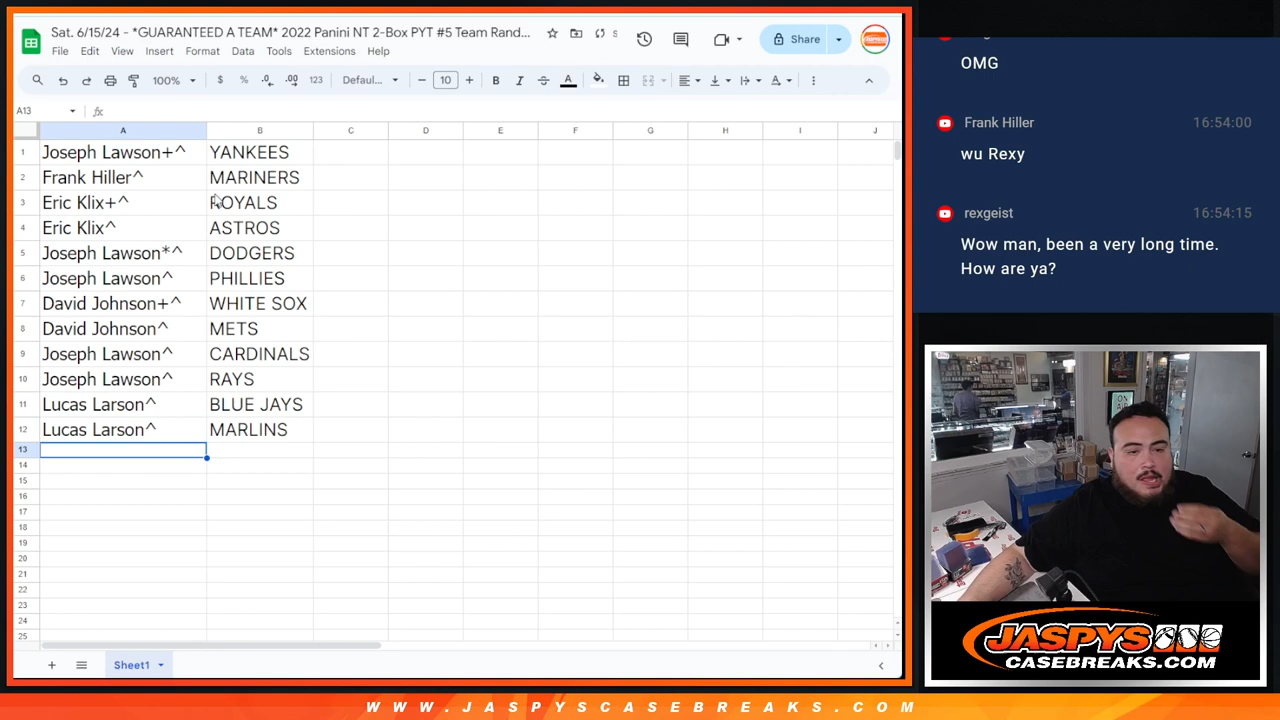 Sat. 6/15/24 - *GUARANTEED A TEAM* 2022 Panini NT 2-Box PYT #5 Team Rand...
File Edit View Insert Format Data Tools Extensions Help
Share
100% $ % .0 .00 123 Defaul... 10 B I A
A13 fx
A B C D E F G H I J
1 Joseph Lawson+^ YANKEES
2 Frank Hiller^ MARINERS
3 Eric Klix+^ ROYALS
4 Eric Klix^ ASTROS
5 Joseph Lawson*^ DODGERS
6 Joseph Lawson^ PHILLIES
7 David Johnson+^ WHITE SOX
8 David Johnson^ METS
9 Joseph Lawson^ CARDINALS
10 Joseph Lawson^ RAYS
11 Lucas Larson^ BLUE JAYS
12 Lucas Larson^ MARLINS
13
14
15
16
17
18
19
20
21
22
23
24
25
Sheet1
OMG
Frank Hiller 16:54:00
wu Rexy
rexgeist 16:54:15
Wow man, been a very long time.
How are ya?
ON
AIR
JASPYS
CASEBREAKS.COM
WWW.JASPYSCASEBREAKS.COM